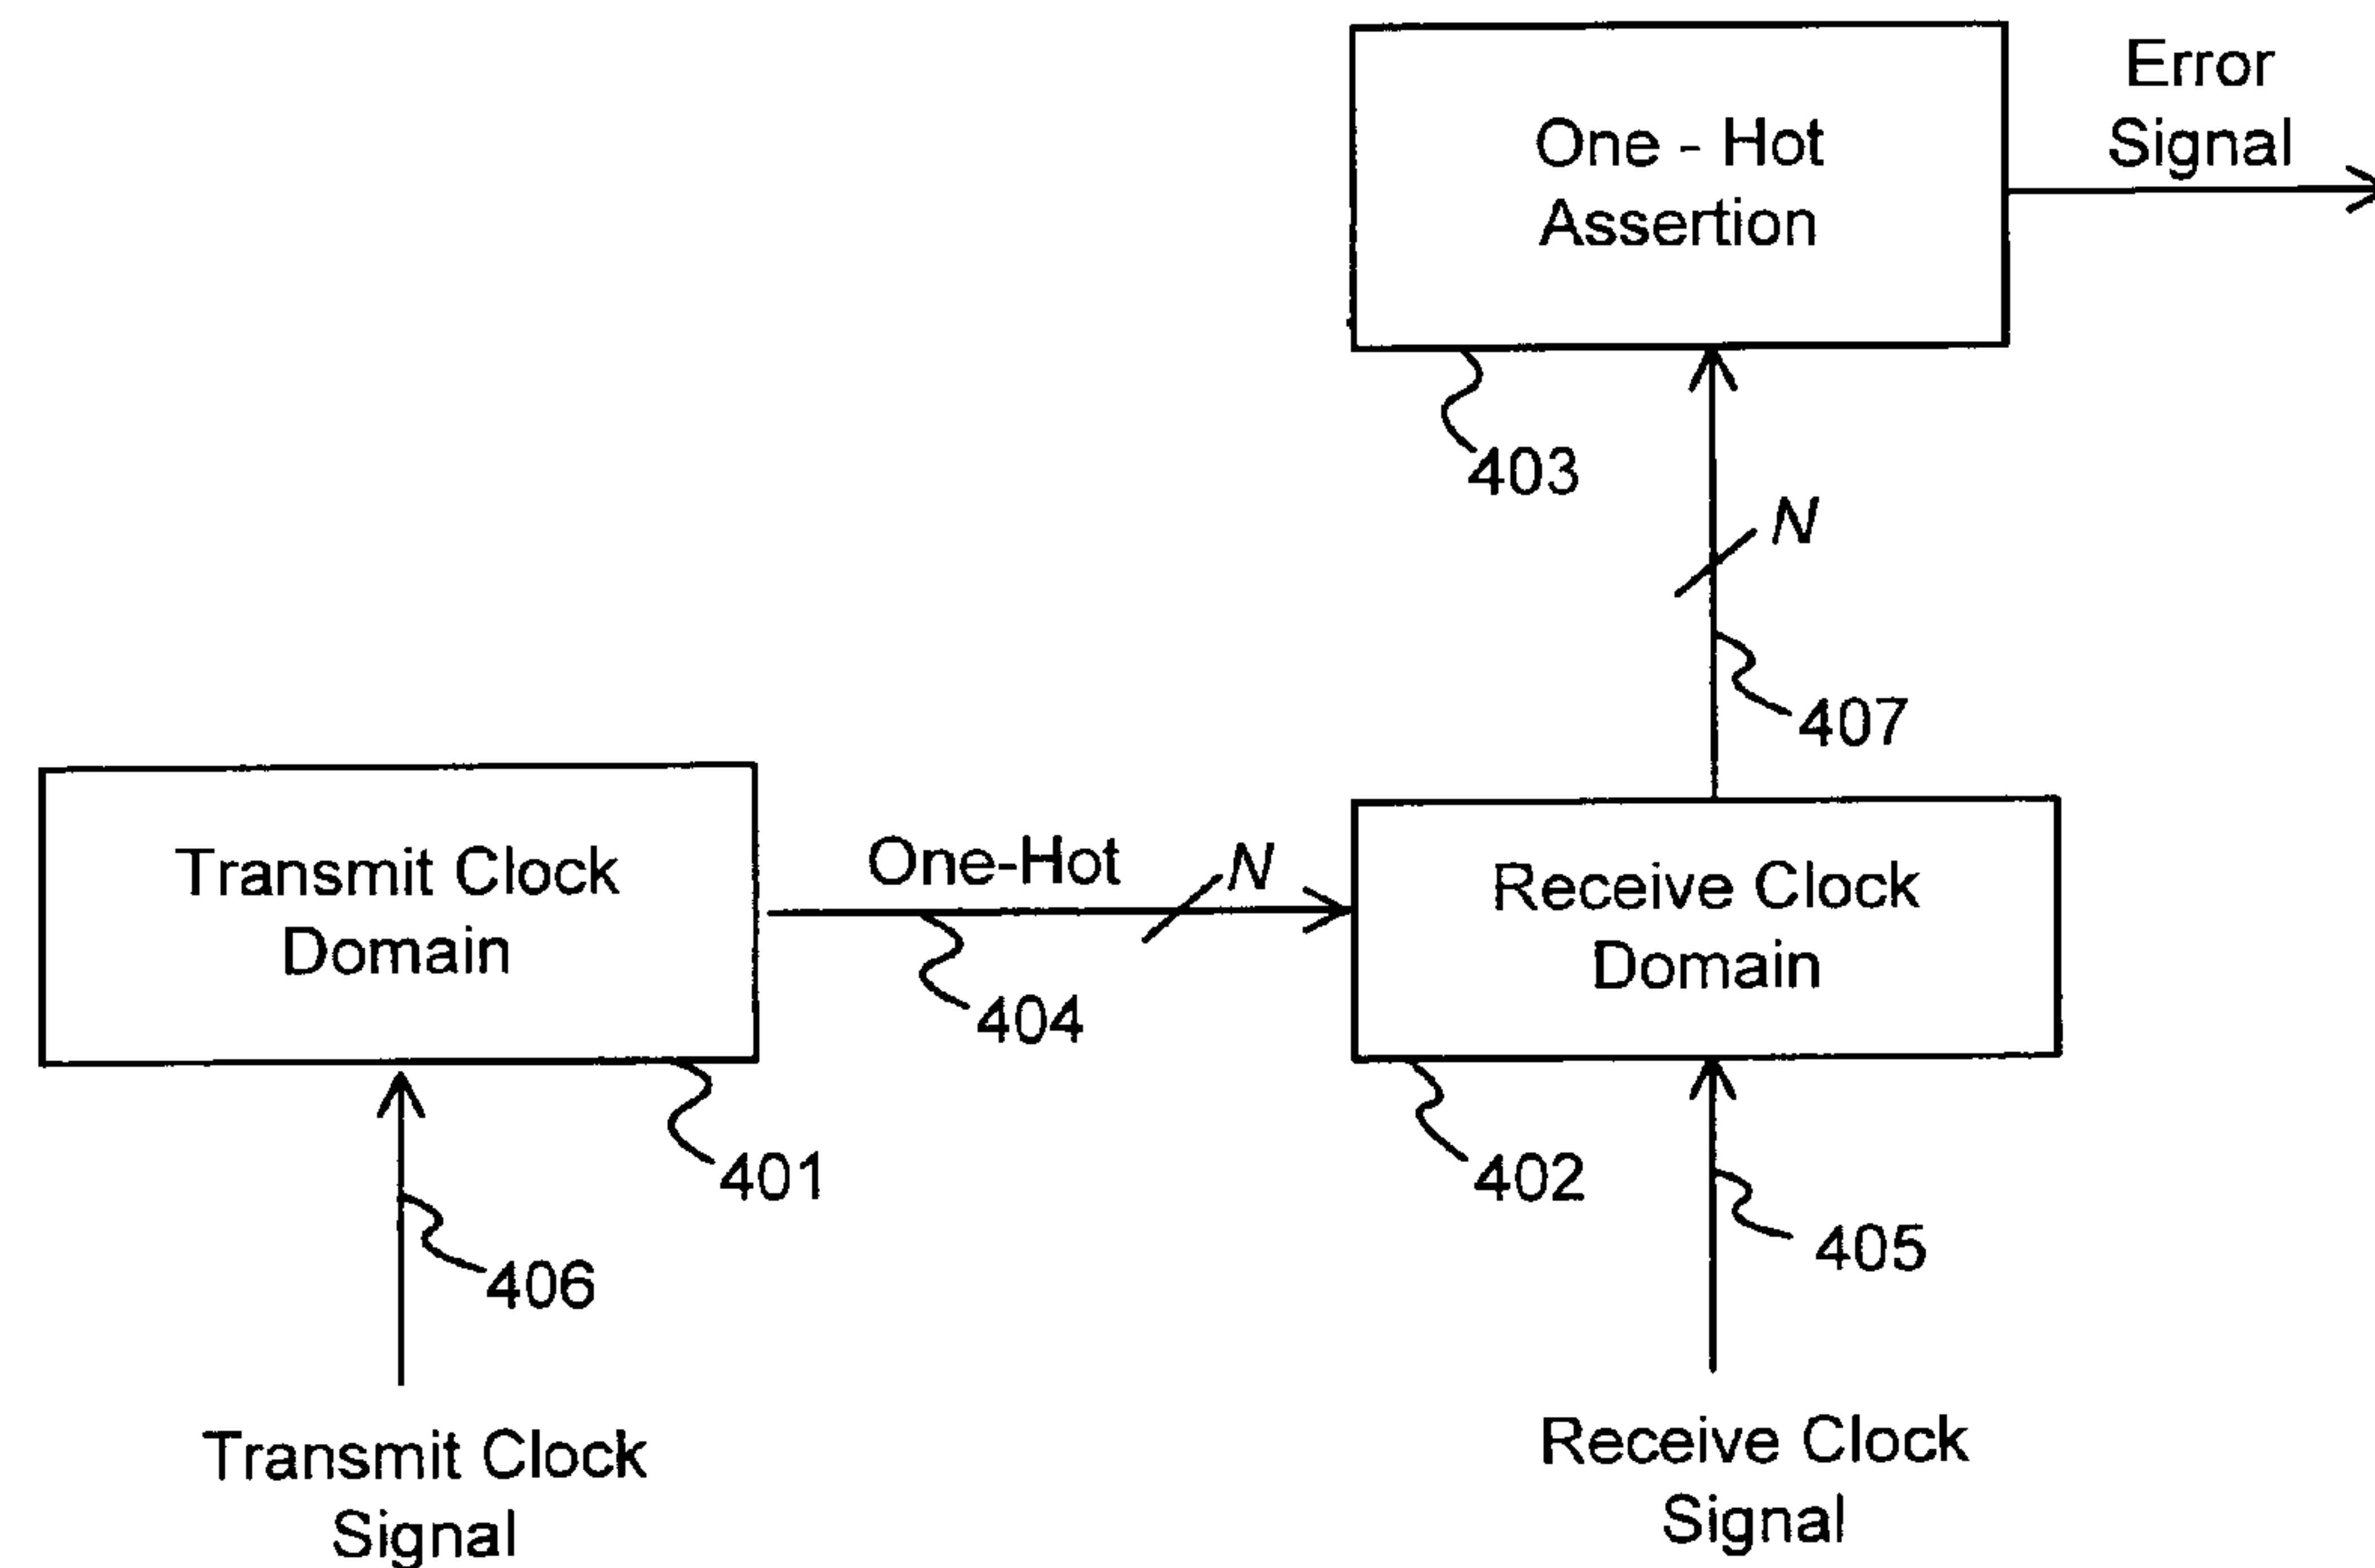 Error
Signal
One - Hot
Assertion
403
N
407
Transmit Clock
Domain
One-Hot
N
Receive Clock
Domain
404
401
402
405
406
Transmit Clock
Signal
Receive Clock
Signal